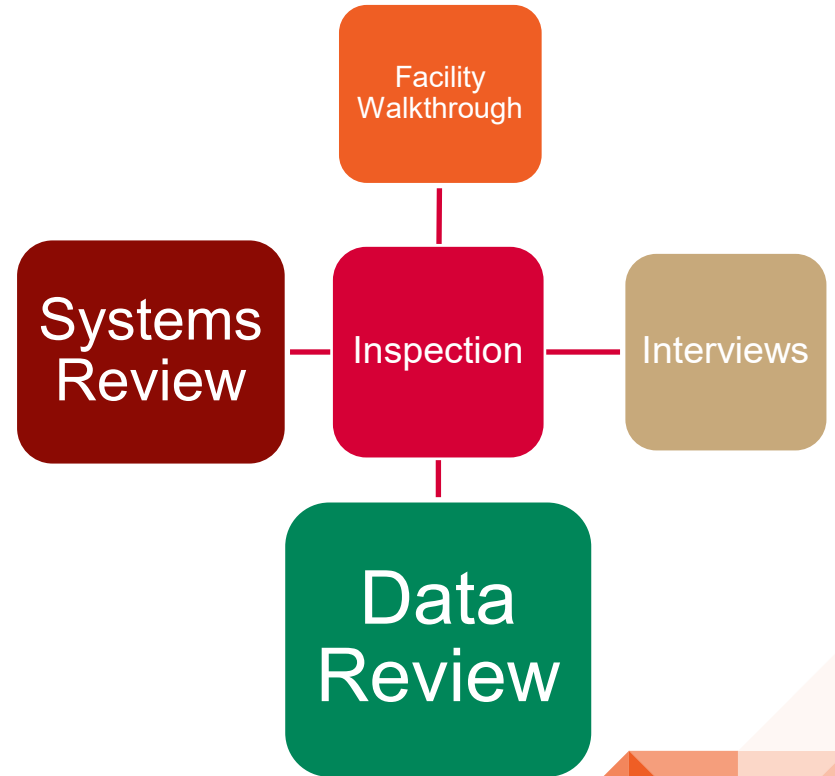 Facility
Walkthrough
Systems
Review
Inspection
Interviews
Data
Review